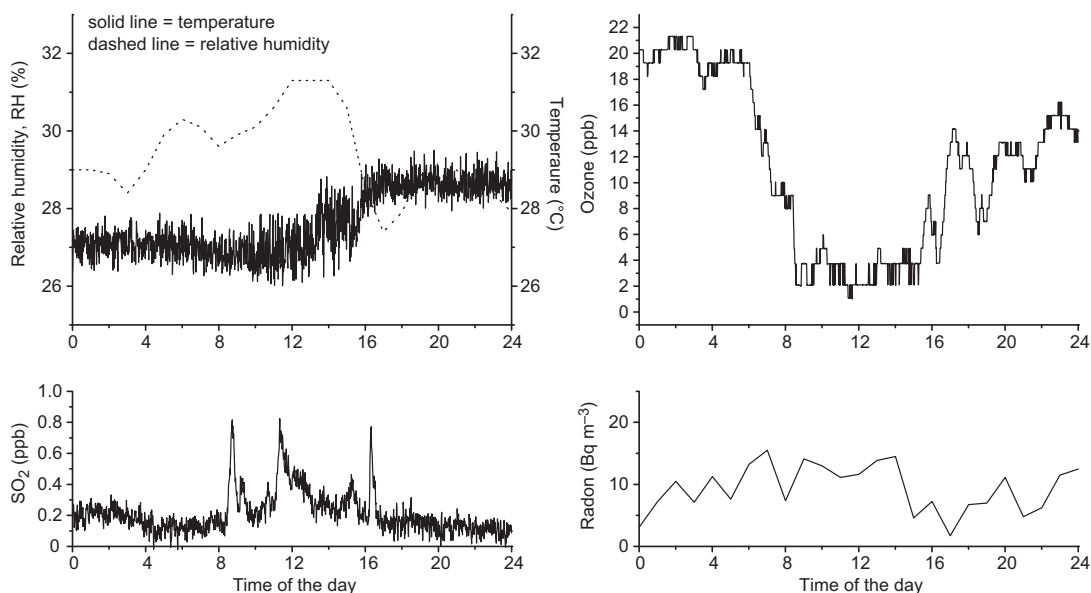 solid line = temperature
dashed line = relative humidity
Relative humidity, RH (%)
32
30
28
26
32
30
28
26
Temperaure (°C)
0 4 8 12 16 20 24
Ozone (ppb)
22
20
18
16
14
12
10
8
6
4
2
0
0 4 8 12 16 20 24
SO2 (ppb)
1.0
0.8
0.6
0.4
0.2
0
0 4 8 12 16 20 24
Time of the day
Radon (Bq m–3)
20
10
0
0 4 8 12 16 20 24
Time of the day